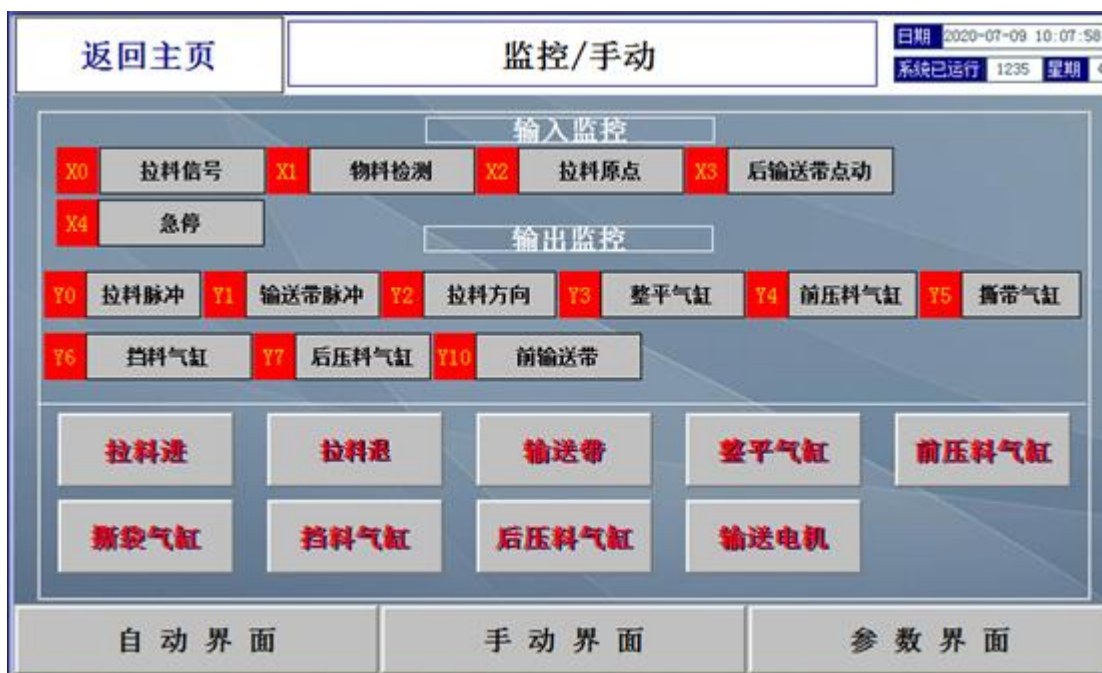 返回主页 监控/手动 日期 2020-07-09 10:07:58
系统已运行 1235 星期 4
输入监控
X0 拉料信号 X1 物料检测 X2 拉料原点 X3 后输送带点动
X4 急停
输出监控
Y0 拉料脉冲 Y1 输送带脉冲 Y2 拉料方向 Y3 整平气缸 Y4 前压料气缸 Y5 撕带气缸
Y6 挡料气缸 Y7 后压料气缸 Y10 前输送带
拉料进 拉料退 输送带 整平气缸 前压料气缸
撕袋气缸 挡料气缸 后压料气缸 输送电机
自动界面 手动界面 参数界面